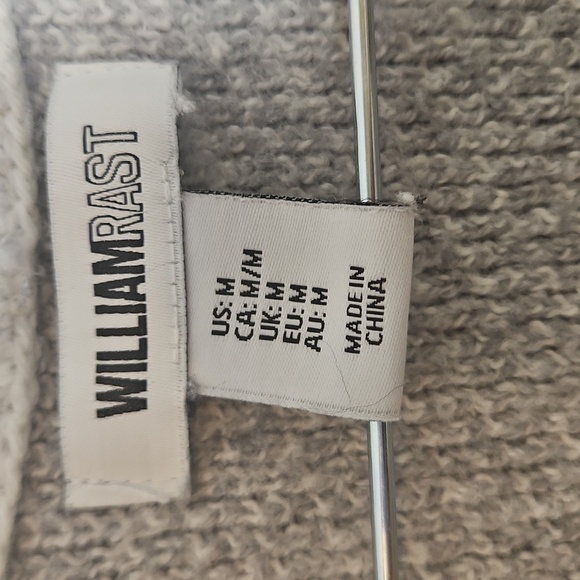 WILLIAMRAST
US: M
CA: M/M
UK: M
EU: M
AU: M
MADE IN
CHINA